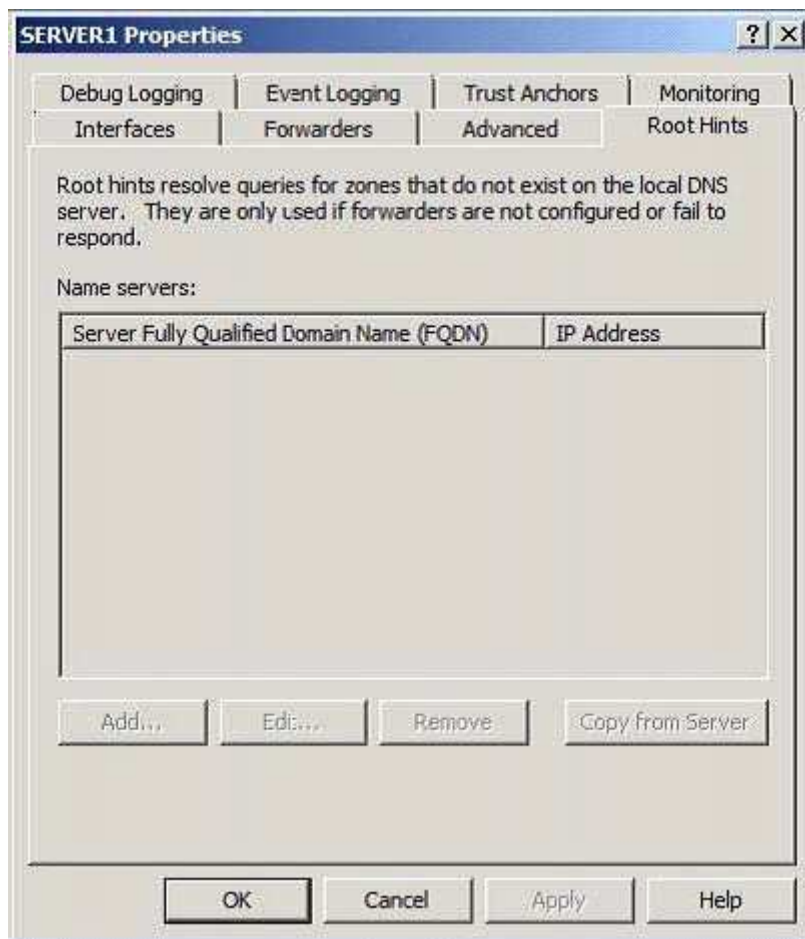 SERVER1 Properties
Debug Logging Event Logging Trust Anchors Monitoring
Interfaces Forwarders Advanced Root Hints
Root hints resolve queries for zones that do not exist on the local DNS
server. They are only used if forwarders are not configured or fail to
respond.
Name servers:
Server Fully Qualified Domain Name (FQDN) IP Address
Add... Edit... Remove Copy from Server
OK Cancel Apply Help